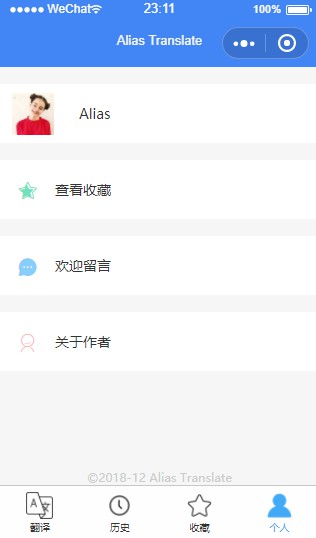 WeChat 23:11 100%
Alias Translate
Alias
查看收藏
欢迎留言
关于作者
©2018-12 Alias Translate
翻译 历史 收藏 个人